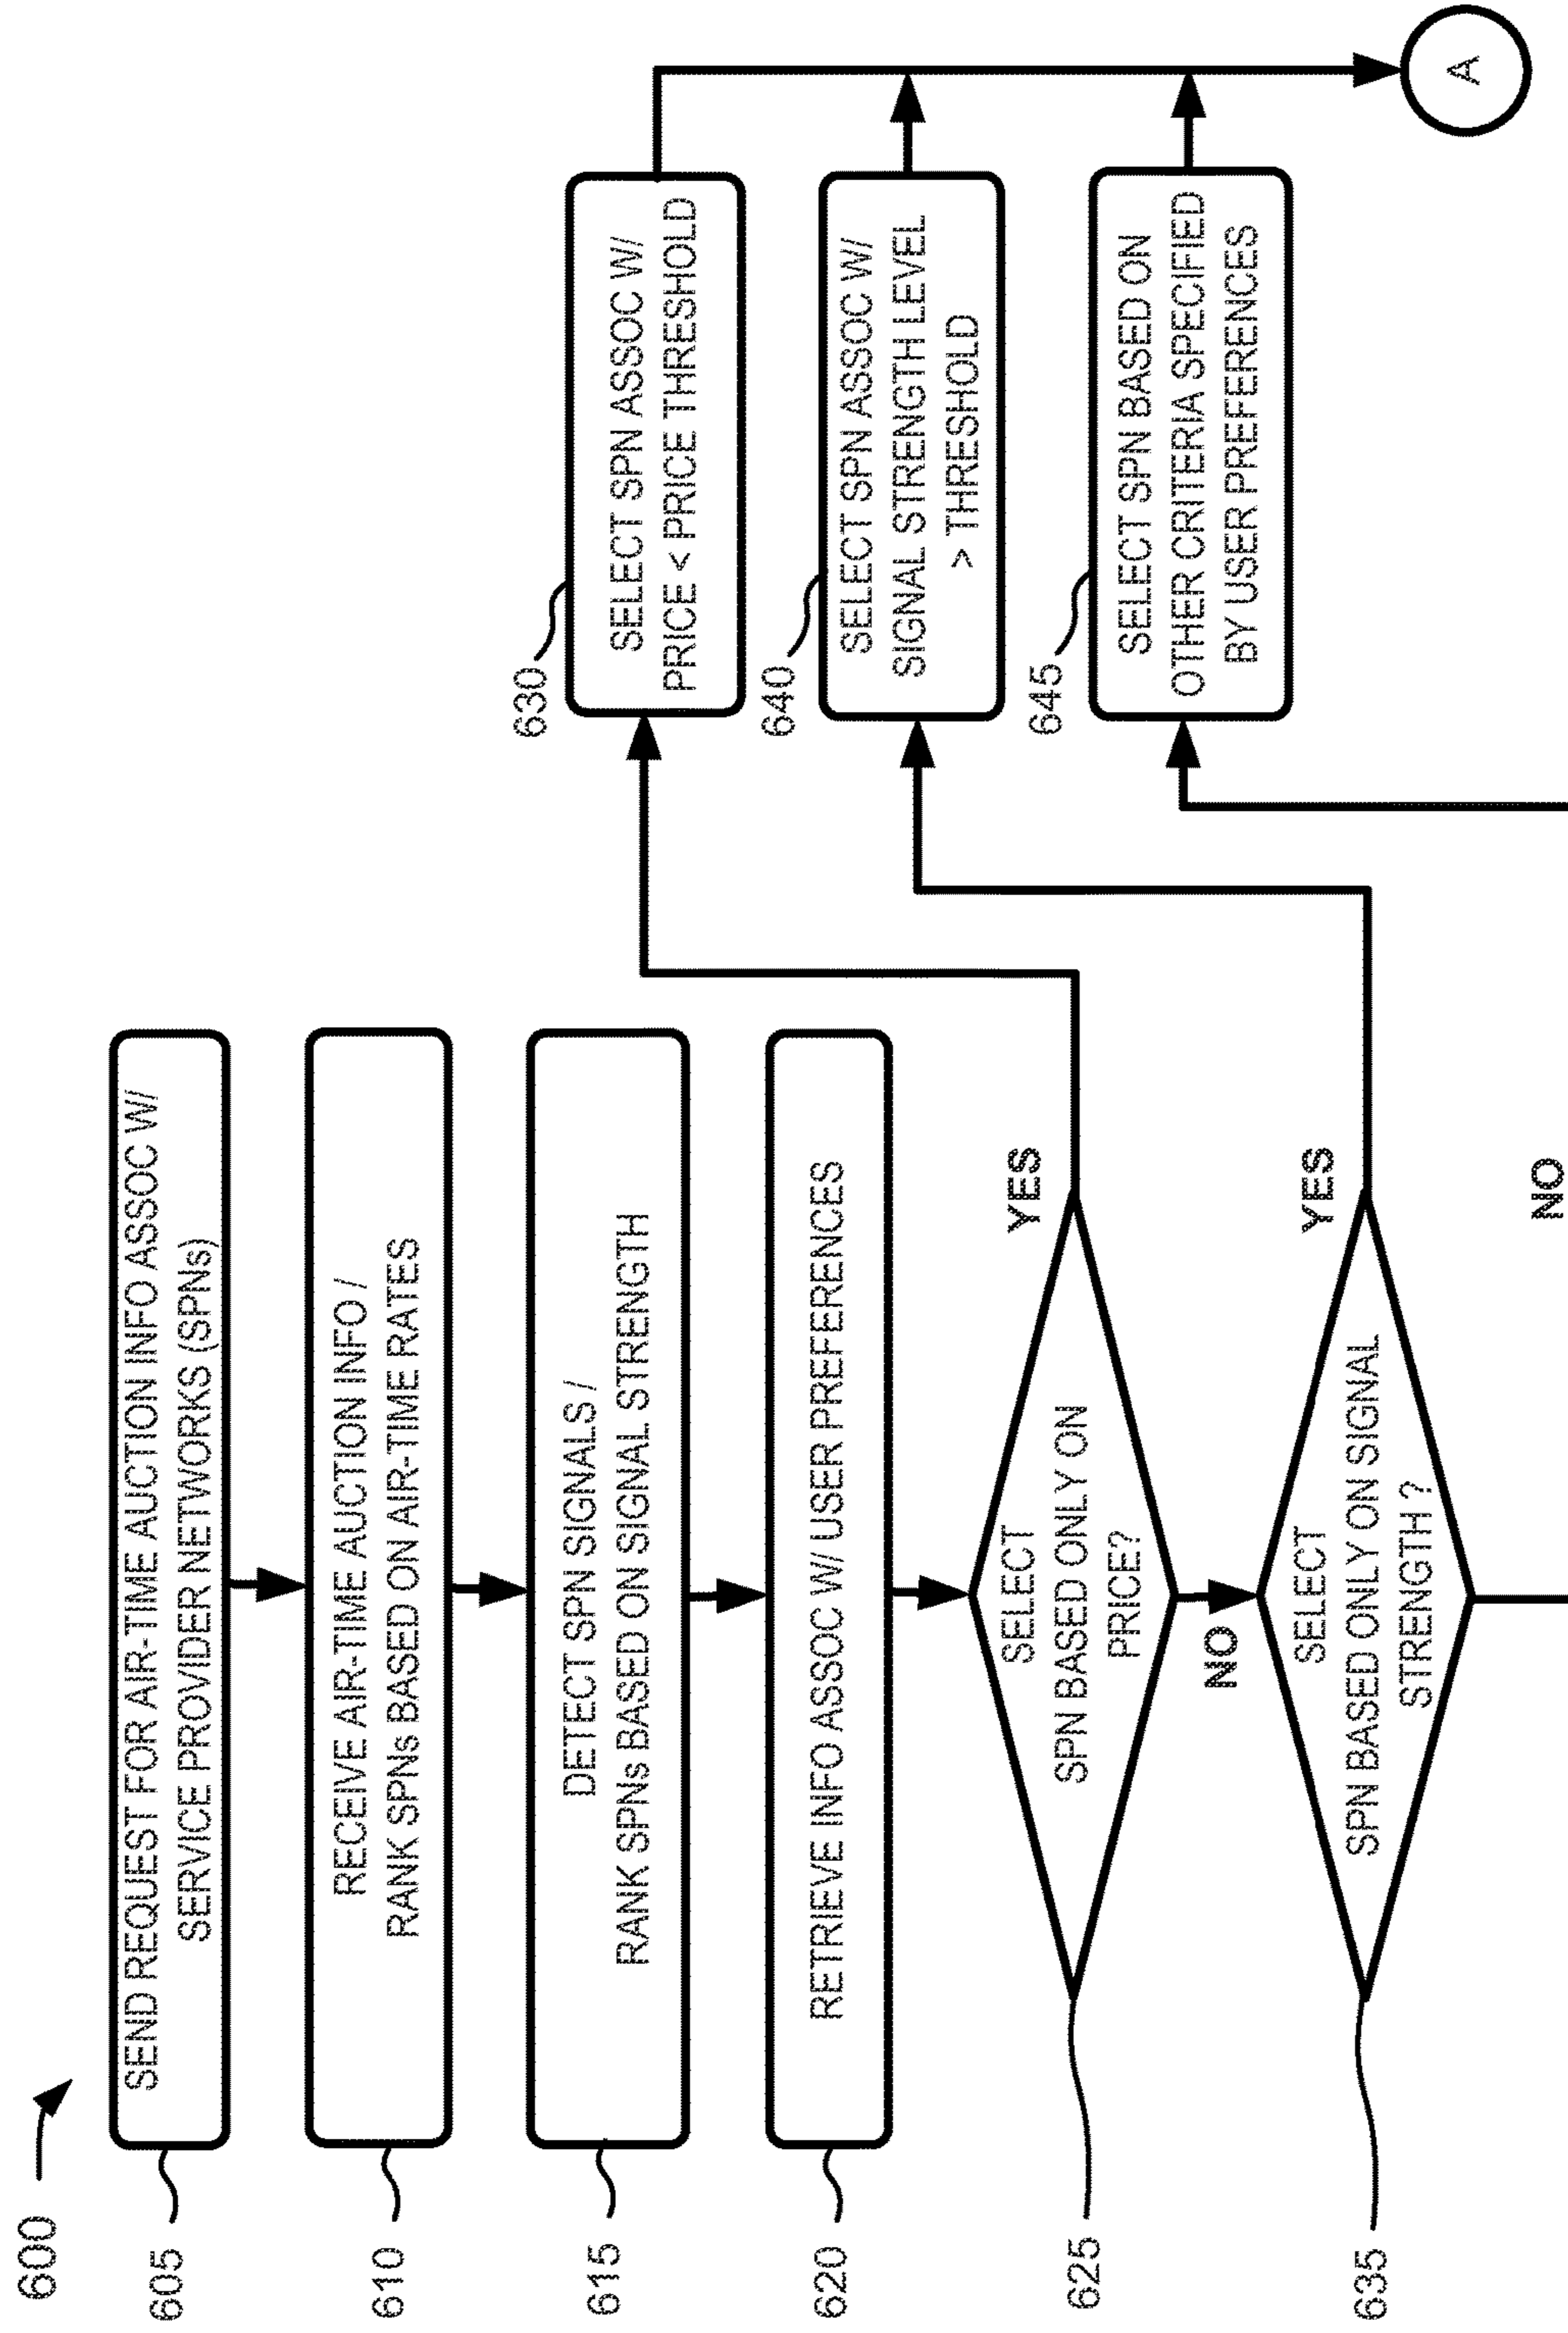 600
605
SEND REQUEST FOR AIR-TIME AUCTION INFO ASSOC W/
SERVICE PROVIDER NETWORKS (SPNs)
610
RECEIVE AIR-TIME AUCTION INFO /
RANK SPNs BASED ON AIR-TIME RATES
615
DETECT SPN SIGNALS /
RANK SPNs BASED ON SIGNAL STRENGTH
620
RETRIEVE INFO ASSOC W/ USER PREFERENCES
625
SELECT
SPN BASED ONLY ON
PRICE?
YES
NO
630
SELECT SPN ASSOC W/
PRICE < PRICE THRESHOLD
635
SELECT
SPN BASED ONLY ON SIGNAL
STRENGTH ?
YES
NO
640
SELECT SPN ASSOC W/
SIGNAL STRENGTH LEVEL
> THRESHOLD
645
SELECT SPN BASED ON
OTHER CRITERIA SPECIFIED
BY USER PREFERENCES
A